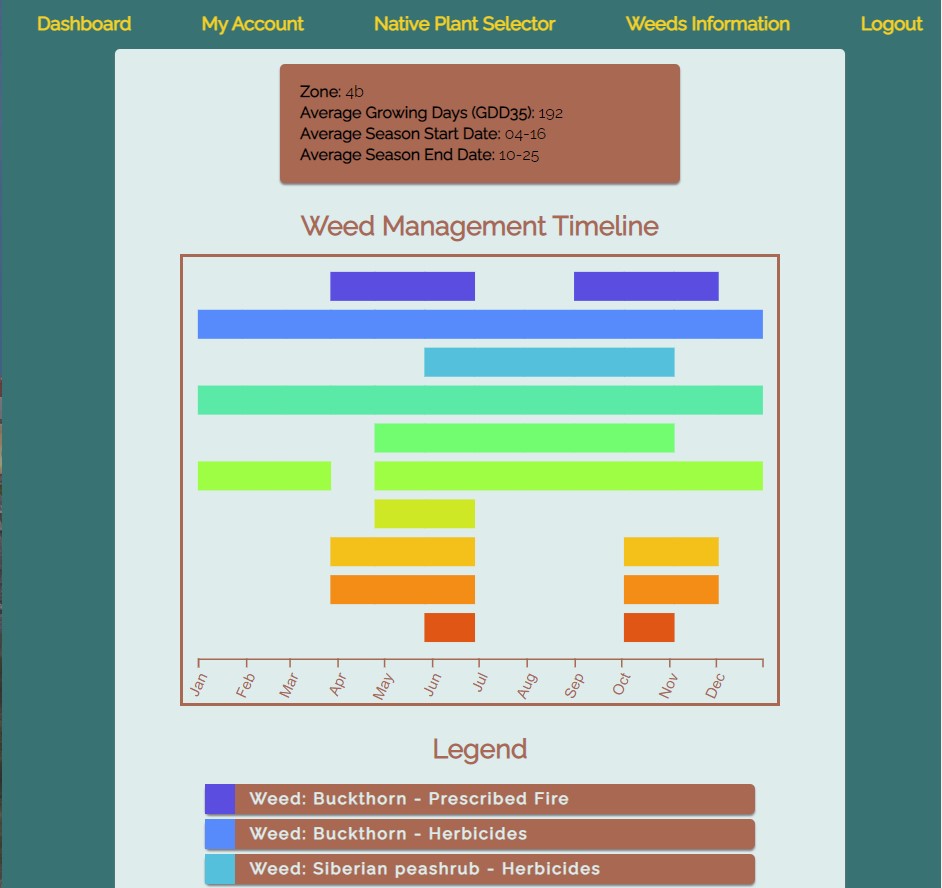 Dashboard My Account Native Plant Selector Weeds Information Logout
Zone: 4b
Average Growing Days (GDD35): 192
Average Season Start Date: 04-16
Average Season End Date: 10-25
Weed Management Timeline
Jan Feb Mar Apr May Jun Jul Aug Sep Oct Nov Dec
Legend
Weed: Buckthorn - Prescribed Fire
Weed: Buckthorn - Herbicides
Weed: Siberian peashrub - Herbicides